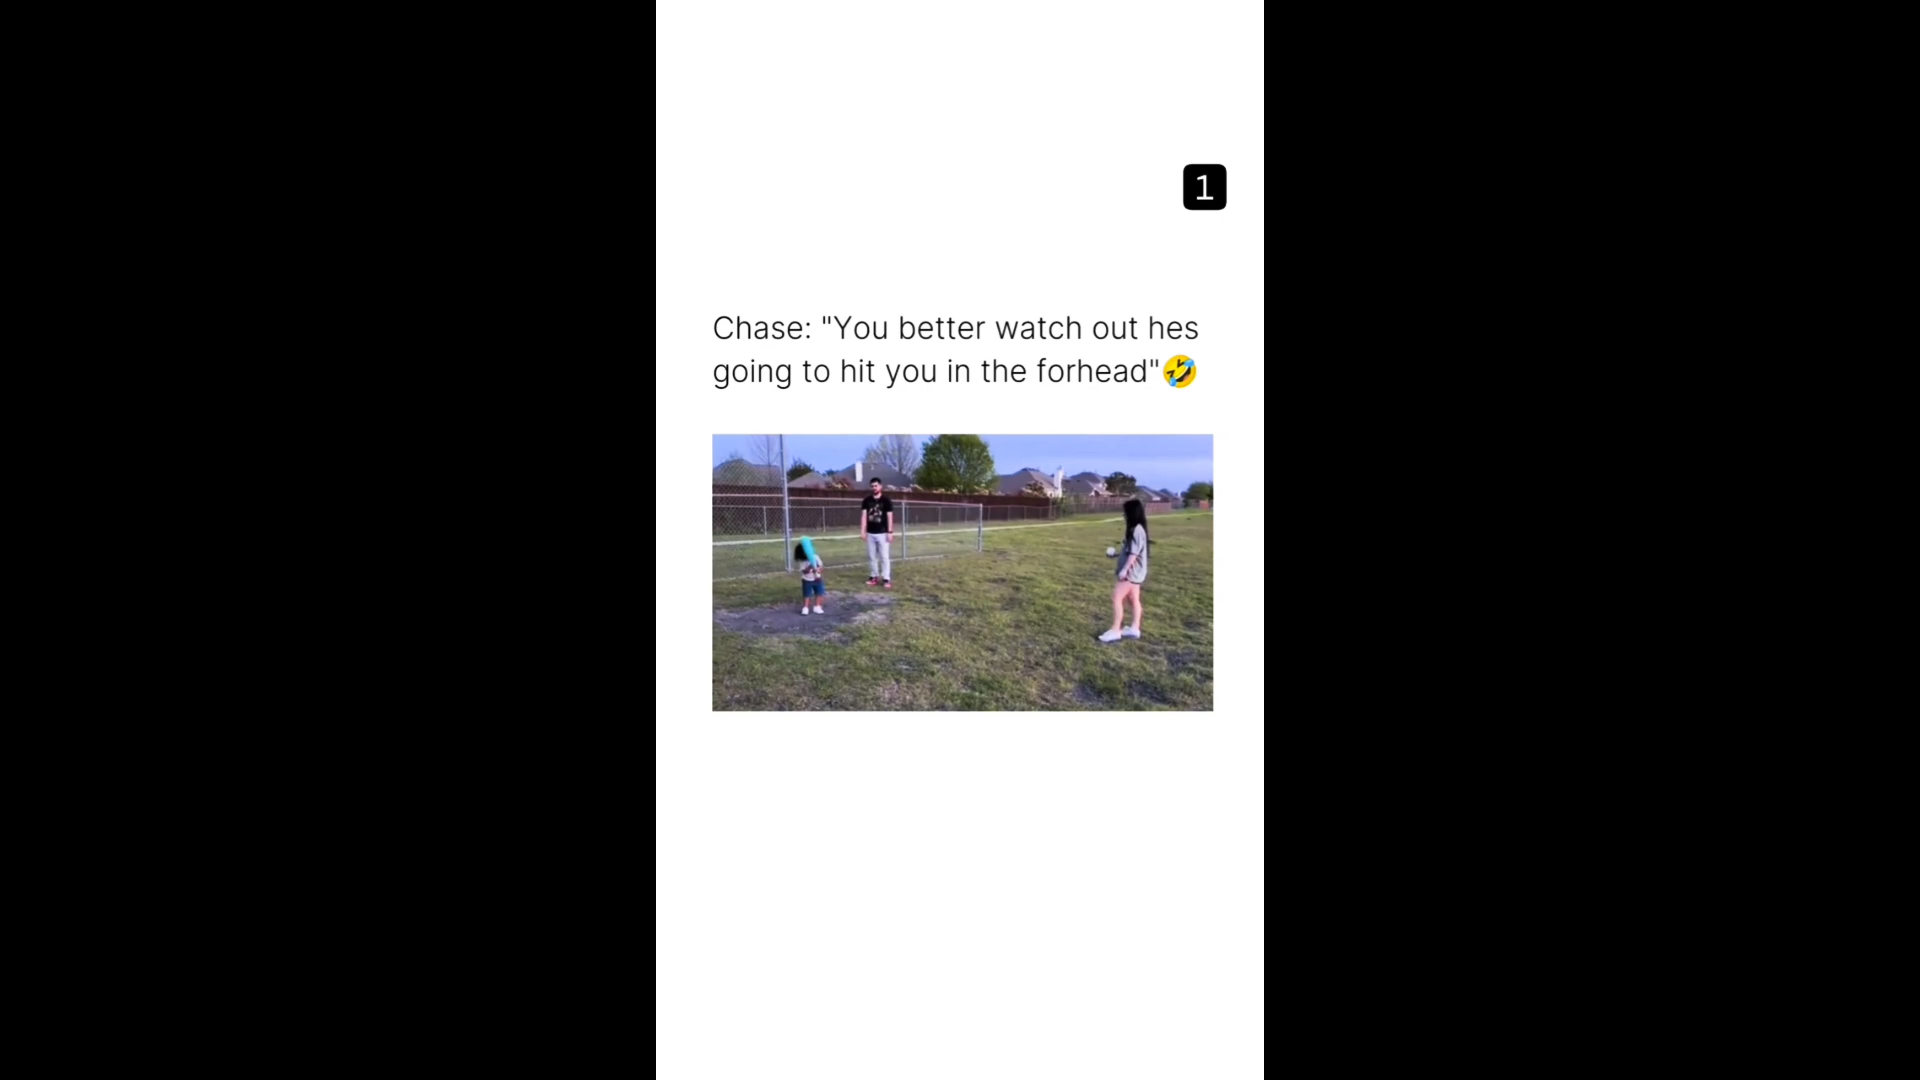 1
Chase: "You better watch out hes
going to hit you in the forhead"🤣